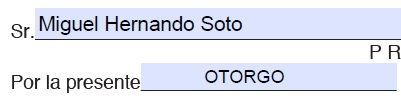 Sr. Miguel Hernando Soto
P R
Por la presente OTORGO